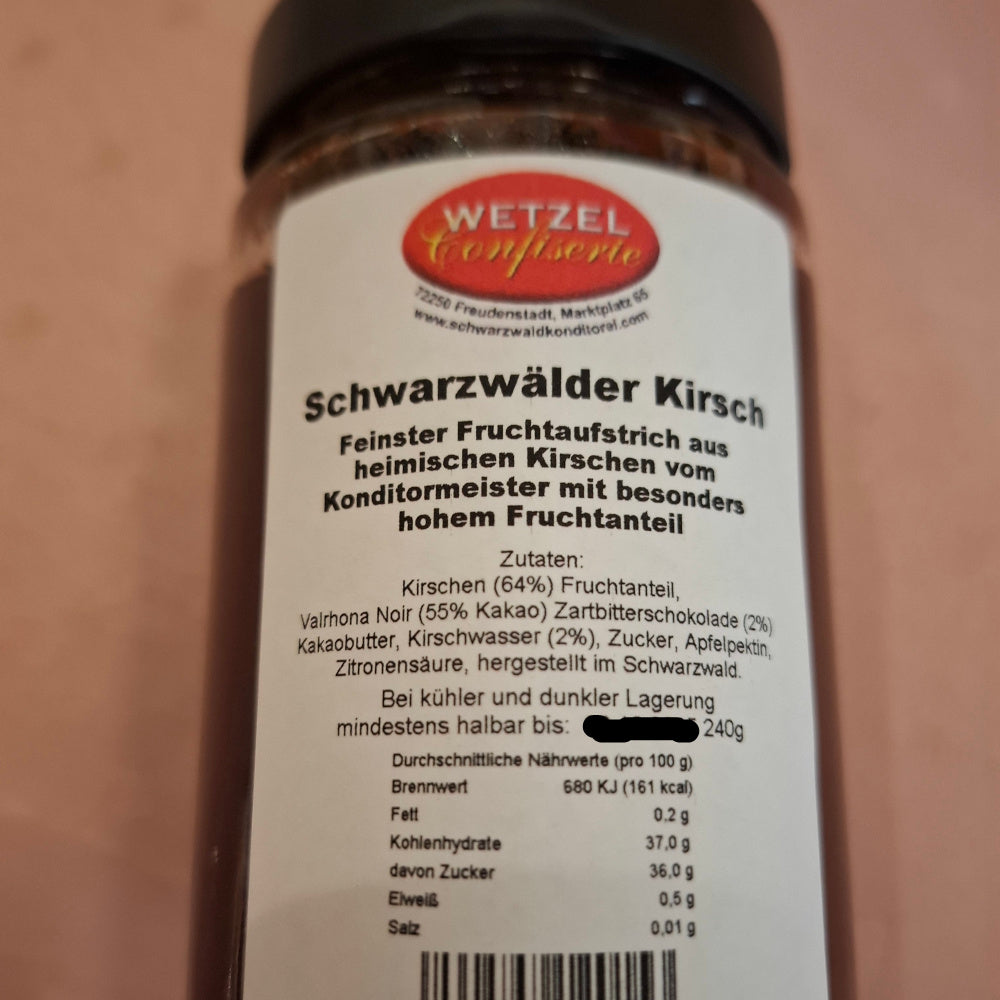 WETZEL
Confiserie
72250 Freudenstadt, Marktplatz 65
www.schwarzwaldkonditorei.com
Schwarzwälder Kirsch
Feinster Fruchtaufstrich aus
heimischen Kirschen vom
Konditormeister mit besonders
hohem Fruchtanteil
Zutaten:
Kirschen (64%) Fruchtanteil,
Valrhona Noir (55% Kakao) Zartbitterschokolade (2%)
Kakaobutter, Kirschwasser (2%), Zucker, Apfelpektin,
Zitronensäure, hergestellt im Schwarzwald.
Bei kühler und dunkler Lagerung
mindestens halbar bis: 240g
Durchschnittliche Nährwerte (pro 100 g)
Brennwert 680 KJ (161 kcal)
Fett 0,2 g
Kohlenhydrate 37,0 g
davon Zucker 36,0 g
Eiweiß 0,5 g
Salz 0,01 g